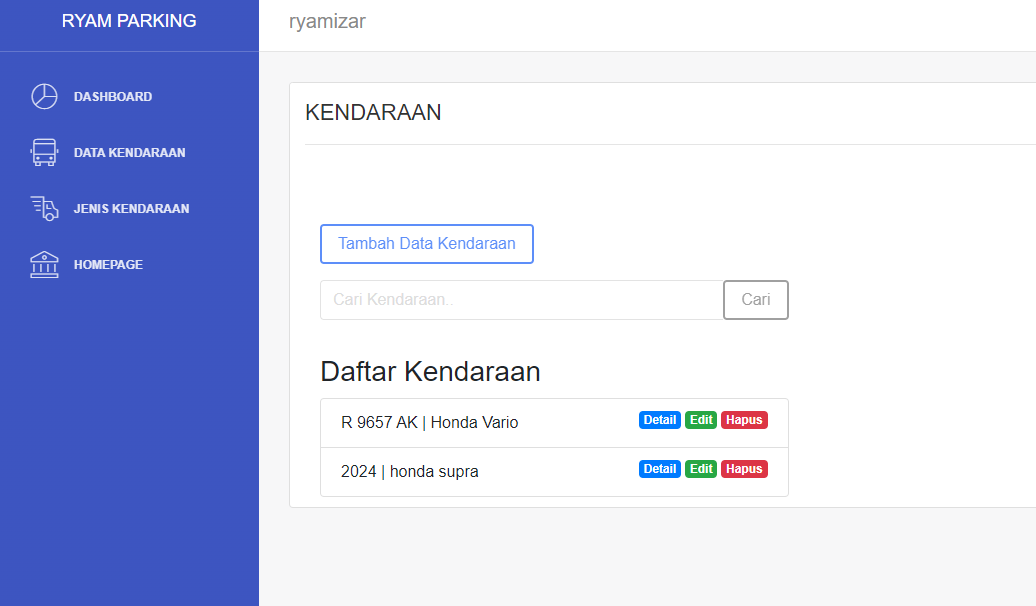 RYAM PARKING
ryamizar
DASHBOARD
DATA KENDARAAN
JENIS KENDARAAN
HOMEPAGE
KENDARAAN
Tambah Data Kendaraan
Cari Kendaraan..
Cari
Daftar Kendaraan
R 9657 AK | Honda Vario Detail Edit Hapus
2024 | honda supra Detail Edit Hapus